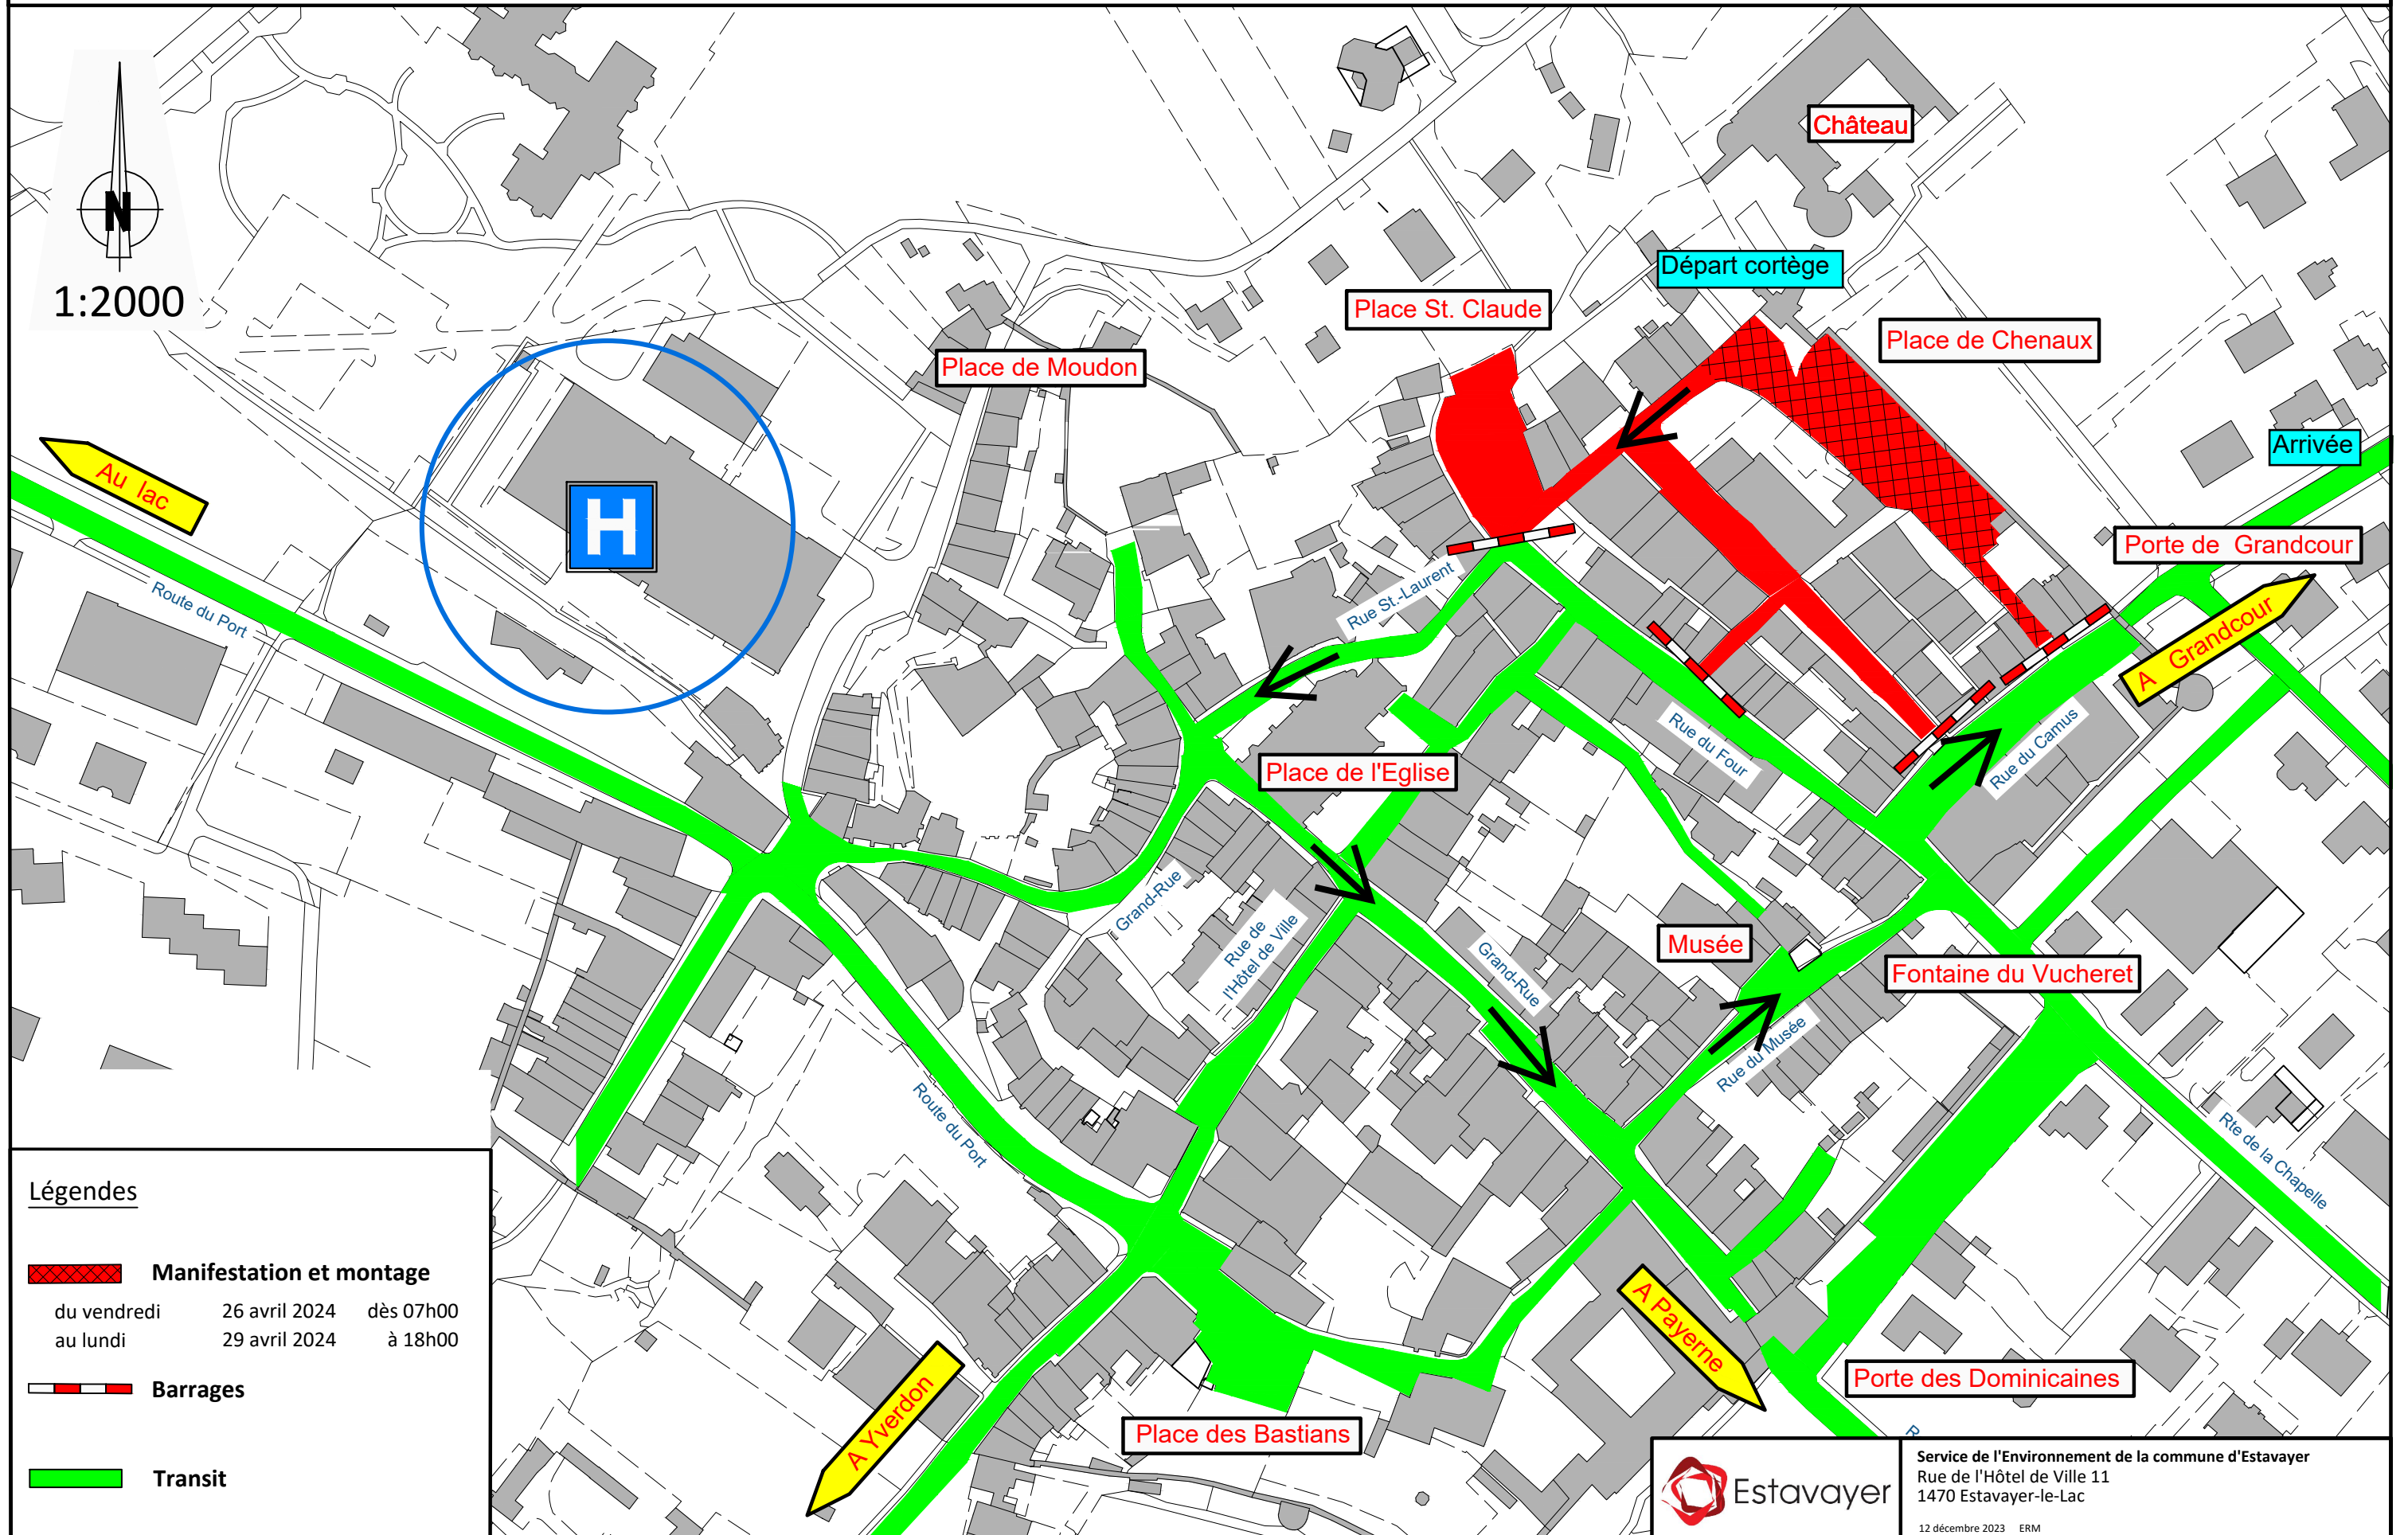 N
1:2000
Château
Départ cortège
Place St. Claude
Place de Chenaux
Place de Moudon
Arrivée
Au lac
H
Porte de Grandcour
Route du Port
Rue St.-Laurent
A Grandcour
Rue du Four
Rue du Camus
Place de l'Eglise
Grand-Rue
Rue de
l'Hôtel de Ville
Musée
Grand-Rue
Fontaine du Vucheret
Rue du Musée
Route du Port
Rte de la Chapelle
A Payerne
A Yverdon
Porte des Dominicaines
Place des Bastians
R
Légendes
Manifestation et montage
du vendredi 26 avril 2024 dès 07h00
au lundi 29 avril 2024 à 18h00
Barrages
Transit
Estavayer
Service de l'Environnement de la commune d'Estavayer
Rue de l'Hôtel de Ville 11
1470 Estavayer-le-Lac
12 décembre 2023 ERM